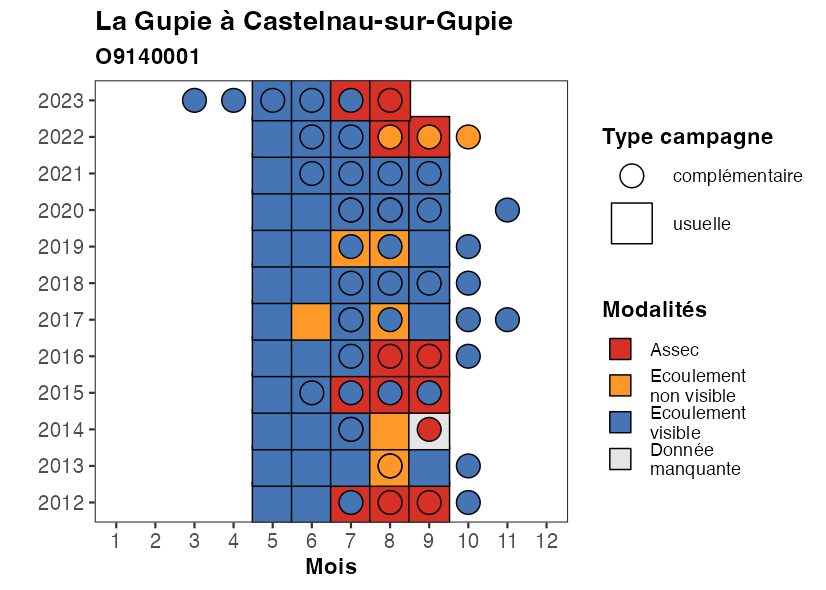 La Gupie à Castelnau-sur-Gupie
O9140001
2023
2022
2021
2020
2019
2018
2017
2016
2015
2014
2013
2012
1 2 3 4 5 6 7 8 9 10 11 12
Mois
Type campagne
complémentaire
usuelle
Modalités
Assec
Ecoulement
non visible
Ecoulement
visible
Donnée
manquante